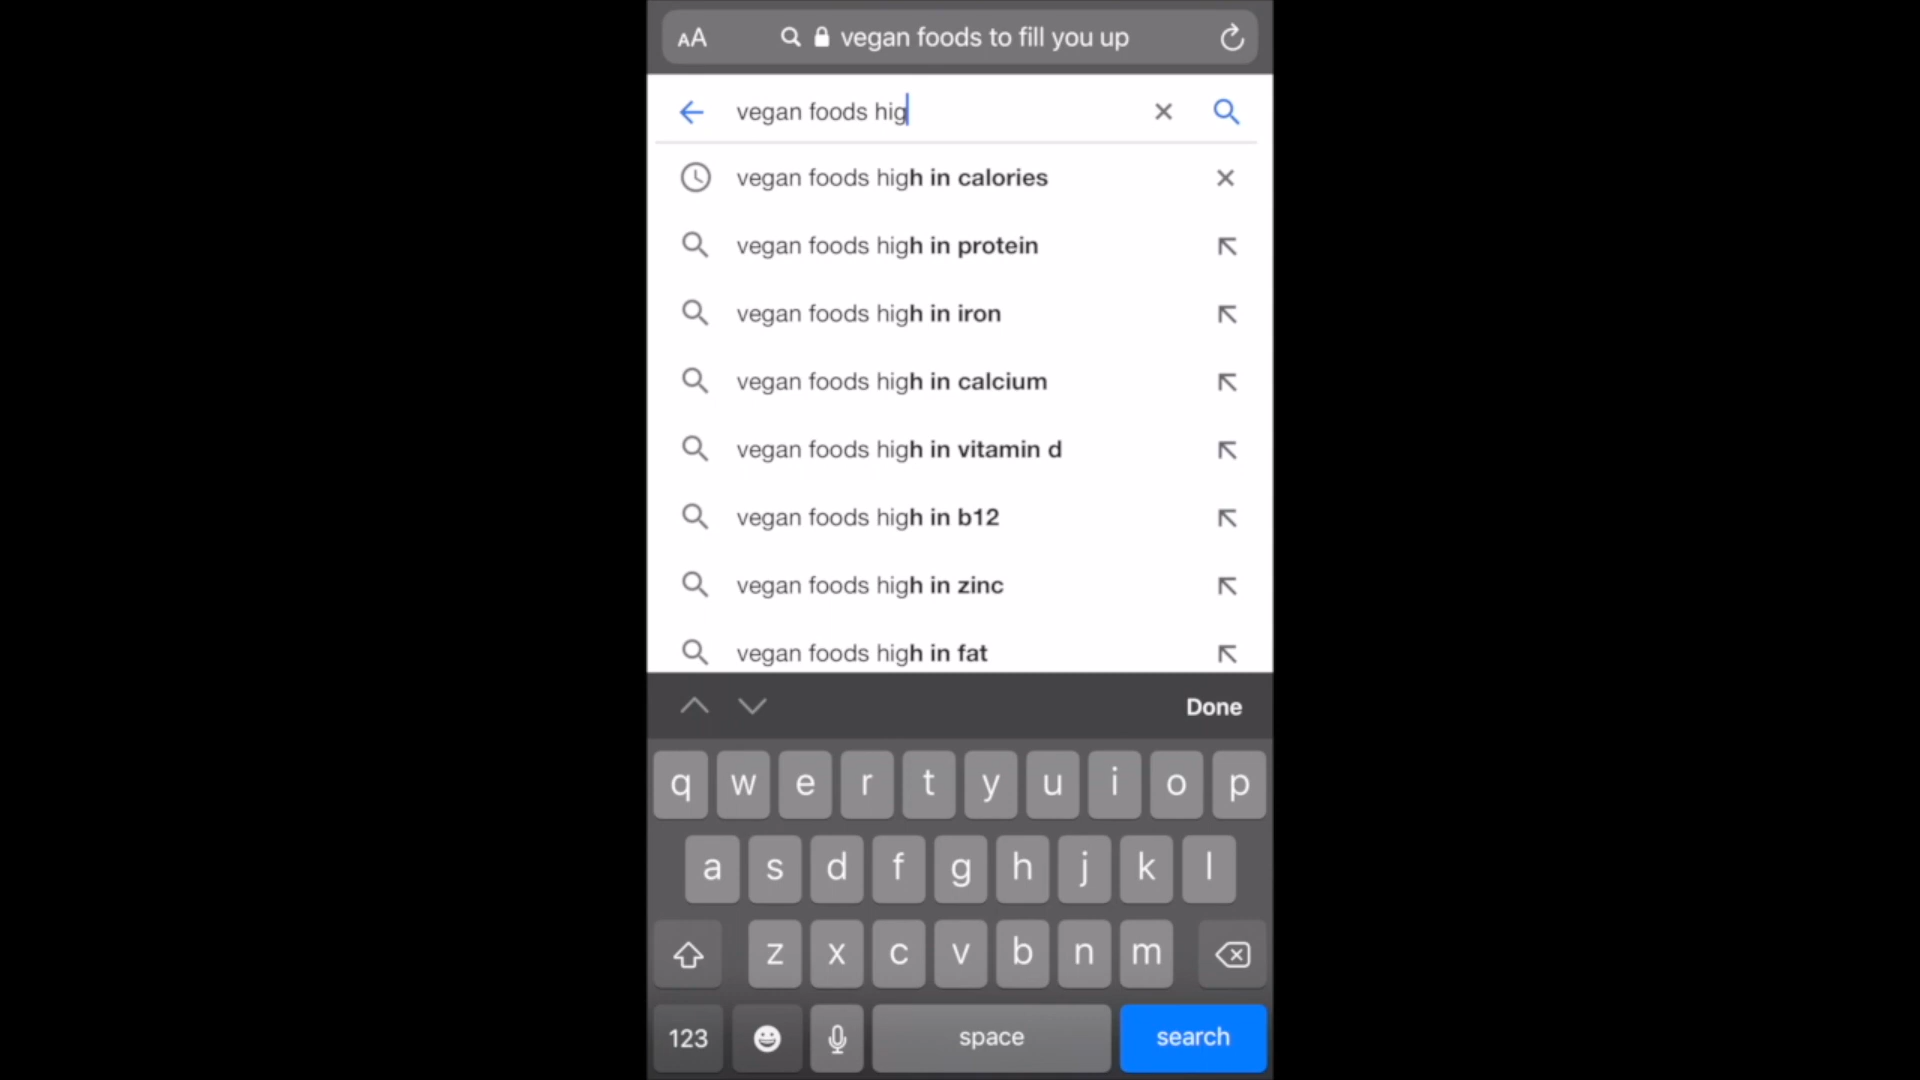 AA vegan foods to fill you up
vegan foods hig
vegan foods high in calories
vegan foods high in protein
vegan foods high in iron
vegan foods high in calcium
vegan foods high in vitamin d
vegan foods high in b12
vegan foods high in zinc
vegan foods high in fat
Done
q w e r t y u i o p
a s d f g h j k l
z x c v b n m
123 space search